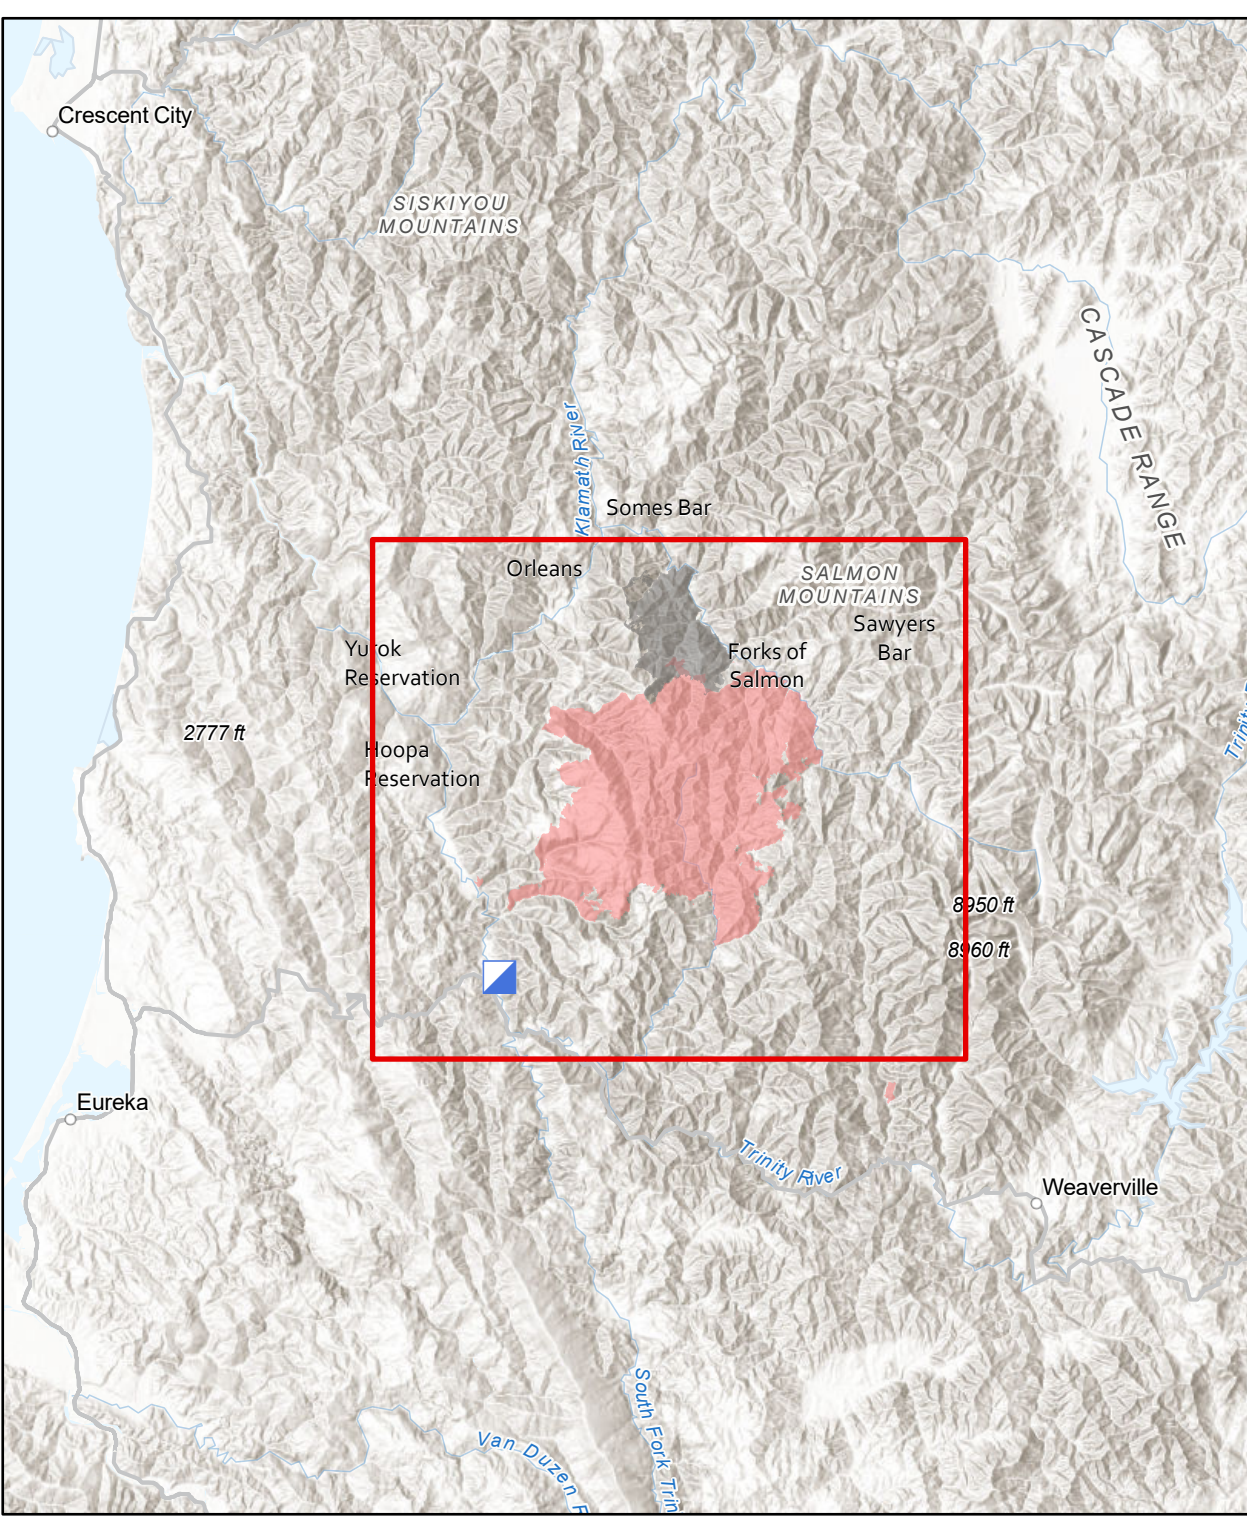 Crescent City
SISKIYOU
MOUNTAINS
CASCADE RANGE
Klamath River
Somes Bar
Orleans
SALMON
MOUNTAINS
Sawyers
Bar
Yurok
Reservation
Forks of
Salmon
2777 ft
Hoopa
Reservation
Trinity
8950 ft
8960 ft
Eureka
Trinity River
Weaverville
South Fork Trin
Van Duzen R